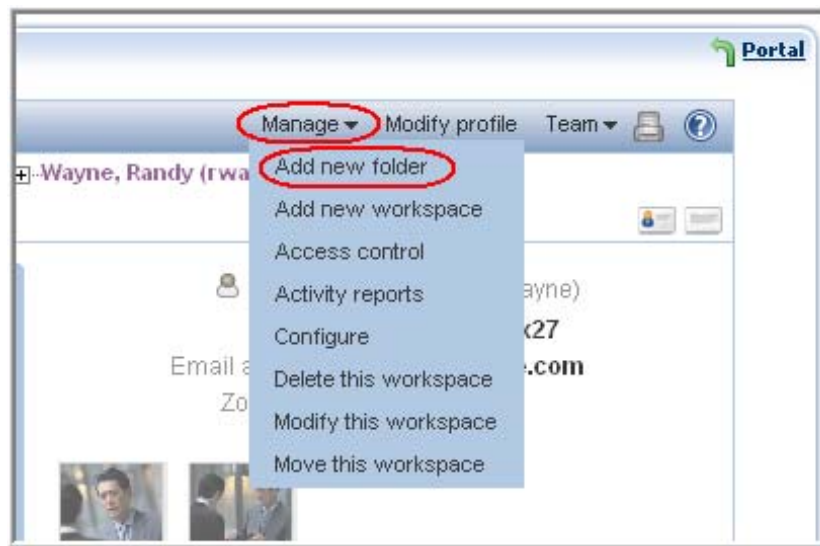 Portal
Manage Modify profile Team
Wayne, Randy (rwa
Add new folder
Add new workspace
Access control
Activity reports
ayne)
Configure
x27
Email a
.com
Delete this workspace
Zo
Modify this workspace
Move this workspace